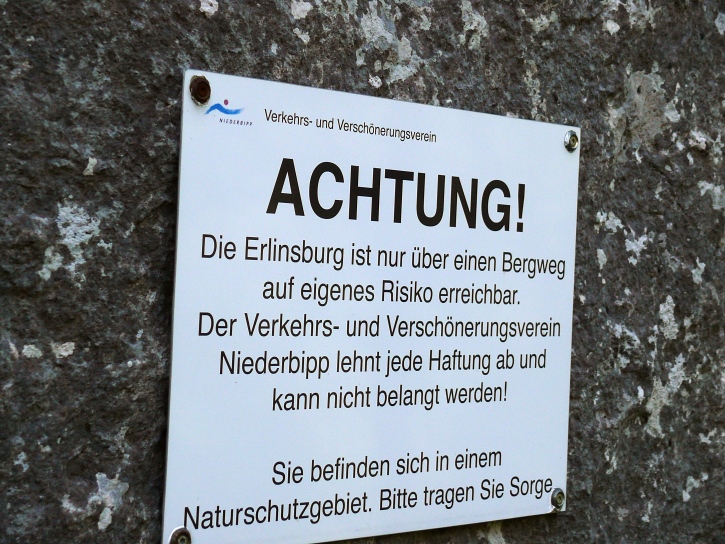 NIEDERBIPP
Verkehrs- und Verschönerungsverein
ACHTUNG!
Die Erlinsburg ist nur über einen Bergweg
auf eigenes Risiko erreichbar.
Der Verkehrs- und Verschönerungsverein
Niederbipp lehnt jede Haftung ab und
kann nicht belangt werden!
Sie befinden sich in einem
Naturschutzgebiet. Bitte tragen Sie Sorge